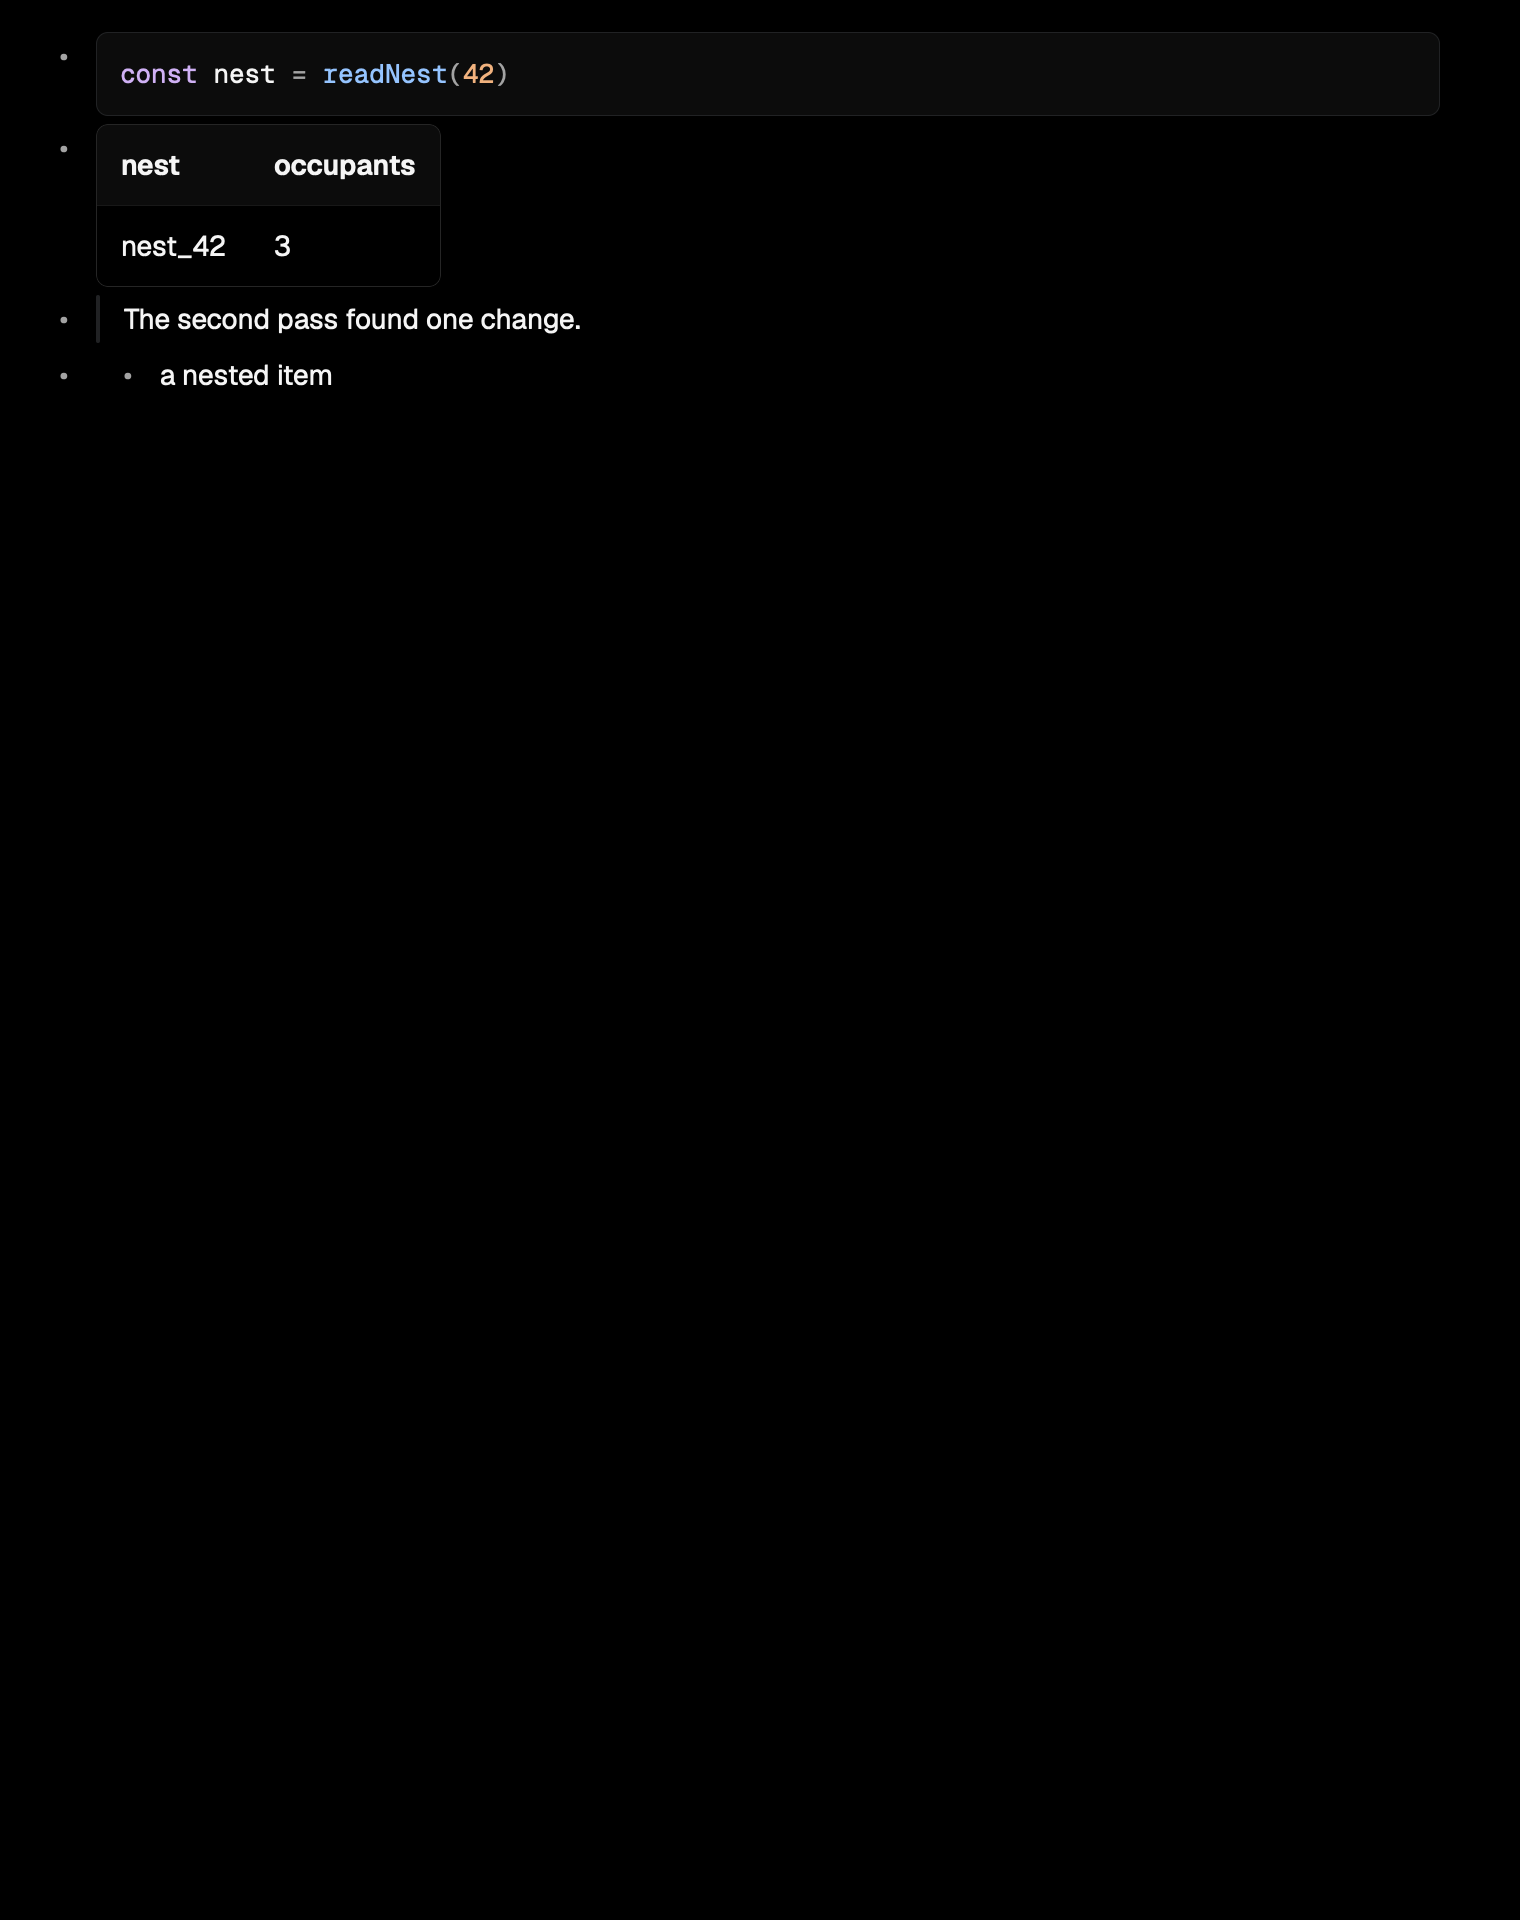 const nest = readNest(42)
nest occupants
nest_42 3
The second pass found one change.
a nested item